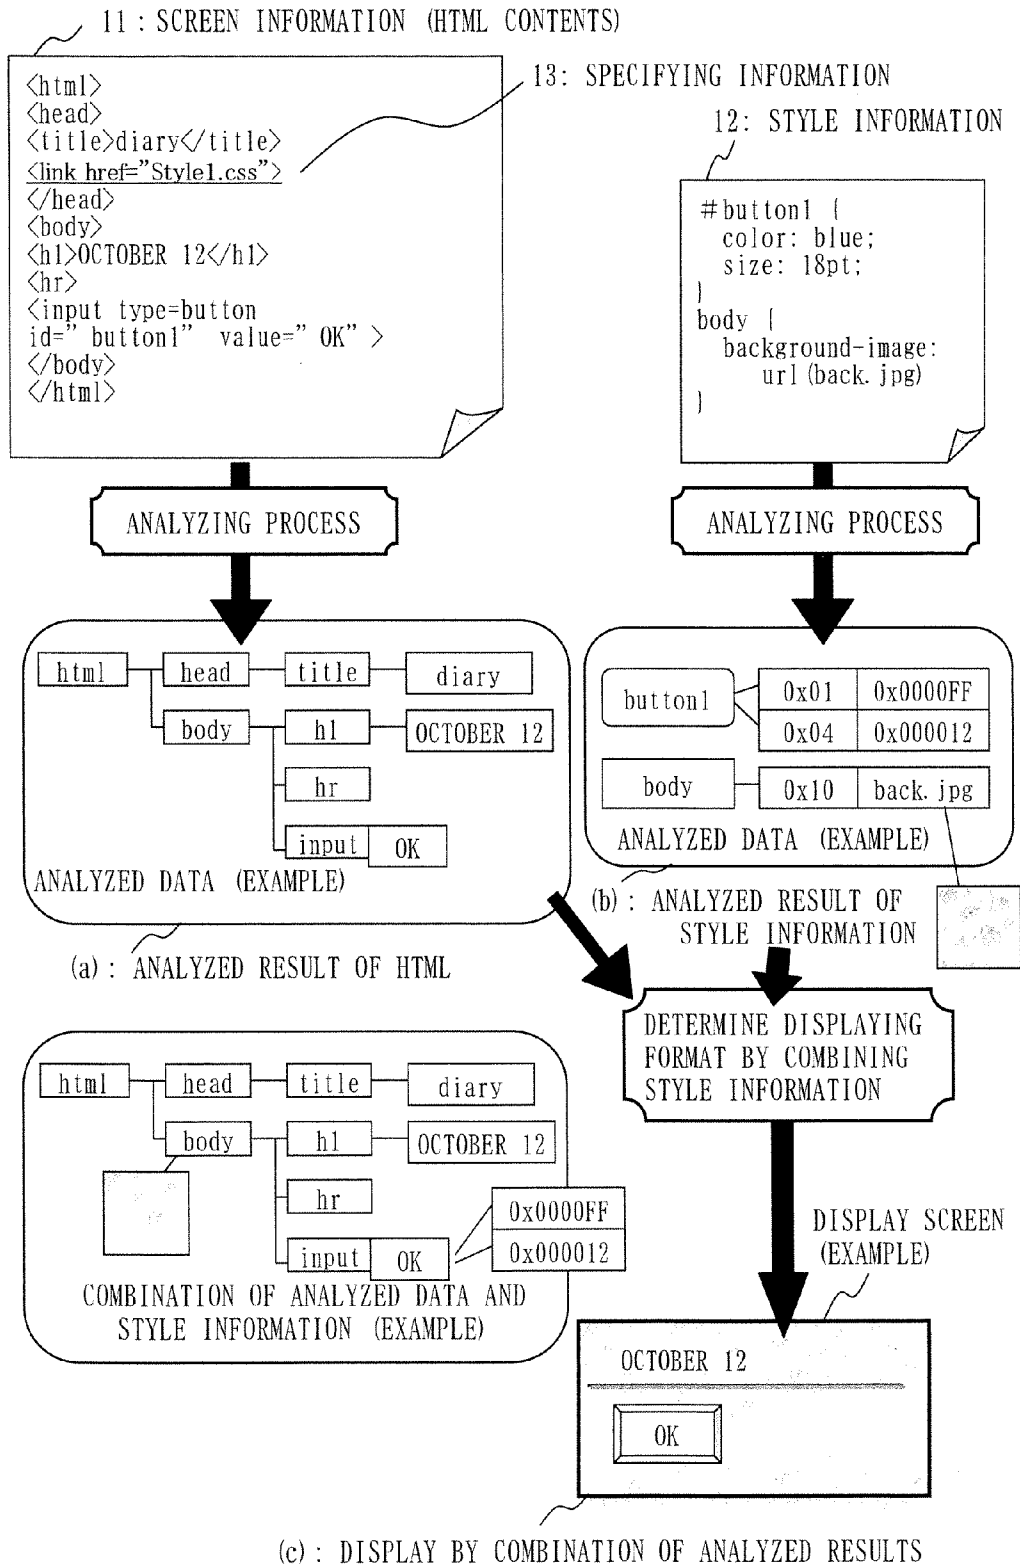 11: SCREEN INFORMATION (HTML CONTENTS)
<html>
<head>
<title>diary</title>
<link href="Style1.css">
</head>
<body>
<h1>OCTOBER 12</h1>
<hr>
<input type=button
id=" button1" value=" OK" >
</body>
</html>
13: SPECIFYING INFORMATION
12: STYLE INFORMATION
#button1 {
color: blue;
size: 18pt;
}
body {
background-image:
url(back.jpg)
}
ANALYZING PROCESS
ANALYZING PROCESS
html head title diary
body h1 OCTOBER 12
hr
input OK
ANALYZED DATA (EXAMPLE)
(a): ANALYZED RESULT OF HTML
button1 0x01 0x0000FF
0x04 0x000012
body 0x10 back.jpg
ANALYZED DATA (EXAMPLE)
(b): ANALYZED RESULT OF
STYLE INFORMATION
DETERMINE DISPLAYING
FORMAT BY COMBINING
STYLE INFORMATION
html head title diary
body h1 OCTOBER 12
hr
input OK
0x0000FF
0x000012
COMBINATION OF ANALYZED DATA AND
STYLE INFORMATION (EXAMPLE)
DISPLAY SCREEN
(EXAMPLE)
OCTOBER 12
OK
(c): DISPLAY BY COMBINATION OF ANALYZED RESULTS